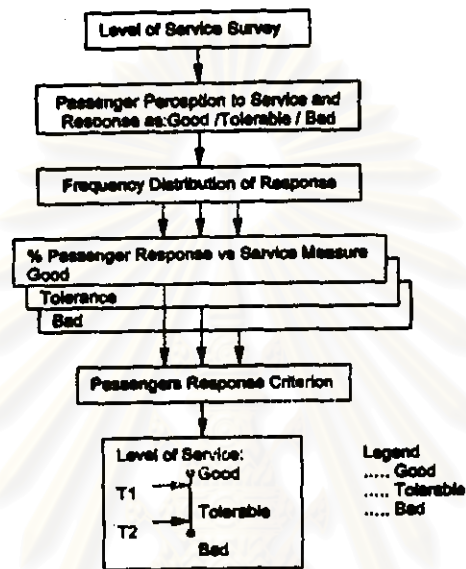 Level of Service Survey
Passenger Perception to Service and
Response as:Good /Tolerable / Bad
Frequency Distribution of Response
% Passenger Response vs Service Measure
Good
Tolerance
Bad
Passengers Response Criterion
Level of Service:
Good
T1
Tolerable
T2
Bad
Legend
..... Good
..... Tolerable
..... Bad